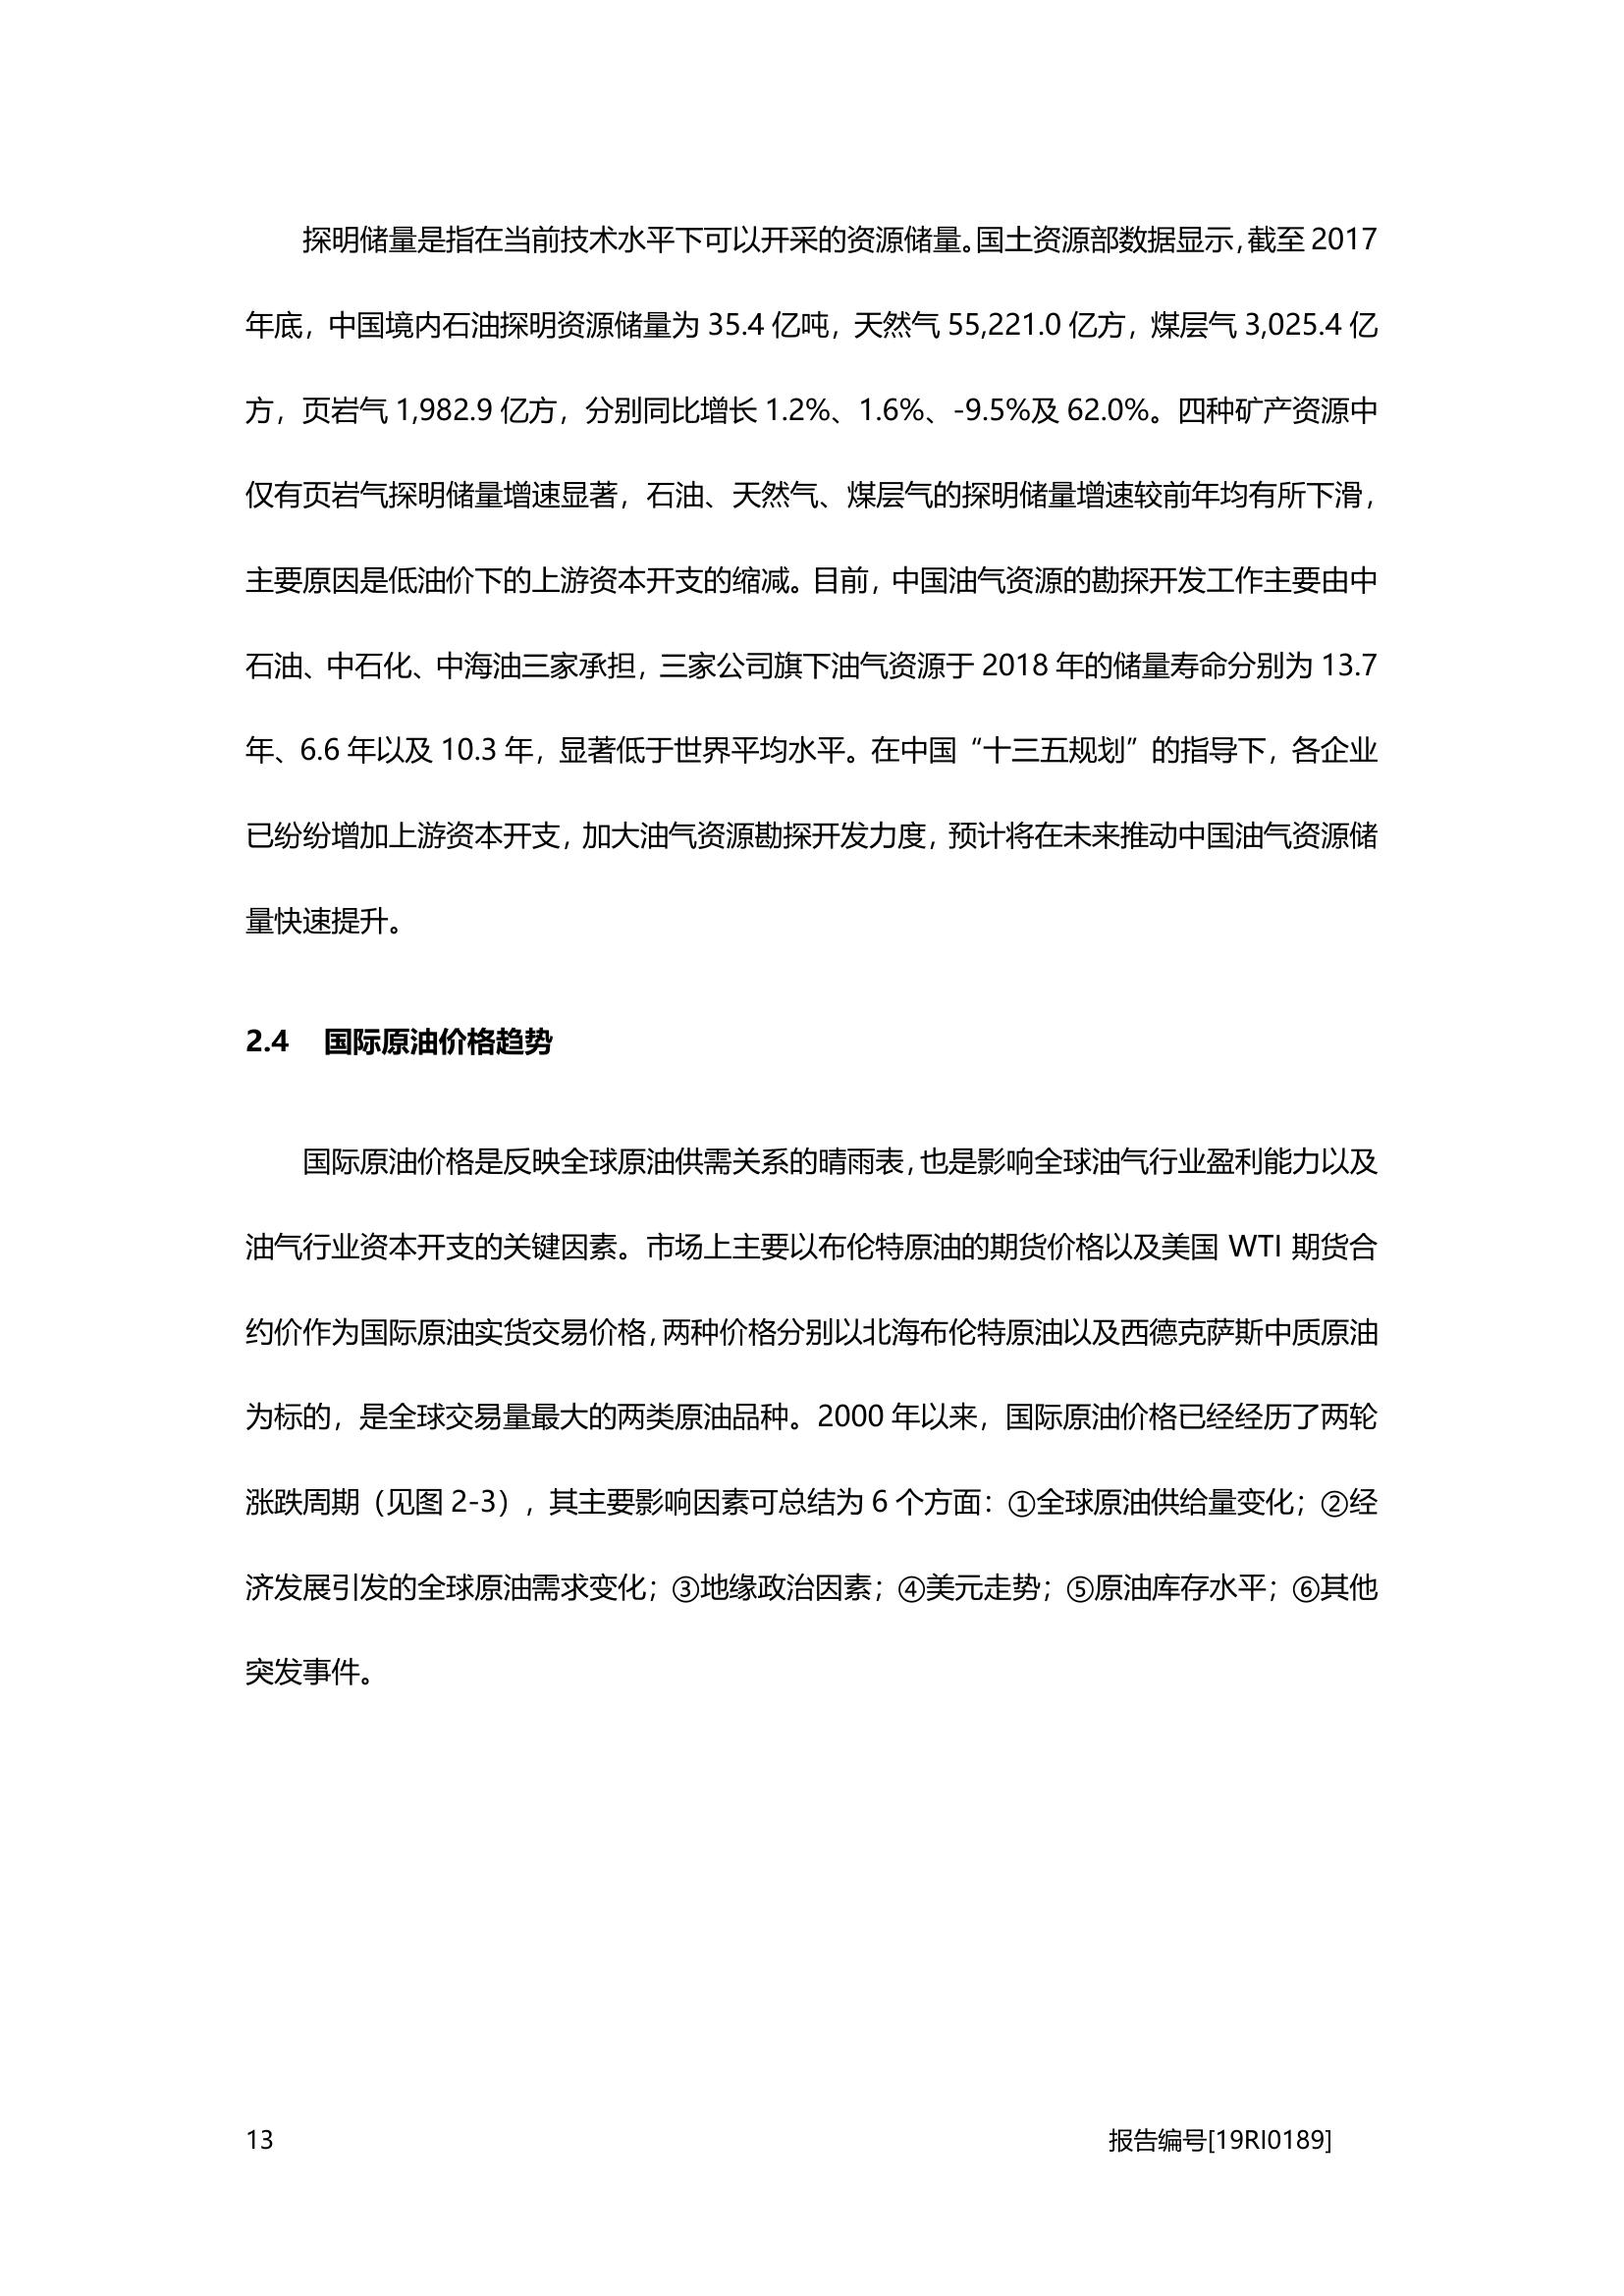 探明储量是指在当前技术水平下可以开采的资源储量。国土资源部数据显示，截至 2017
年底，中国境内石油探明资源储量为 35.4 亿吨，天然气 55,221.0 亿方，煤层气 3,025.4 亿
方，页岩气 1,982.9 亿方，分别同比增长 1.2%、1.6%、-9.5%及 62.0%。四种矿产资源中
仅有页岩气探明储量增速显著，石油、天然气、煤层气的探明储量增速较前年均有所下滑，
主要原因是低油价下的上游资本开支的缩减。目前，中国油气资源的勘探开发工作主要由中
石油、中石化、中海油三家承担，三家公司旗下油气资源于 2018 年的储量寿命分别为 13.7
年、6.6 年以及 10.3 年，显著低于世界平均水平。在中国“十三五规划”的指导下，各企业
已纷纷增加上游资本开支，加大油气资源勘探开发力度，预计将在未来推动中国油气资源储
量快速提升。
2.4 国际原油价格趋势
国际原油价格是反映全球原油供需关系的晴雨表，也是影响全球油气行业盈利能力以及
油气行业资本开支的关键因素。市场上主要以布伦特原油的期货价格以及美国 WTI 期货合
约价作为国际原油实货交易价格，两种价格分别以北海布伦特原油以及西德克萨斯中质原油
为标的，是全球交易量最大的两类原油品种。2000 年以来，国际原油价格已经经历了两轮
涨跌周期（见图 2-3），其主要影响因素可总结为 6 个方面：①全球原油供给量变化；②经
济发展引发的全球原油需求变化；③地缘政治因素；④美元走势；⑤原油库存水平；⑥其他
突发事件。
13 报告编号[19RI0189]